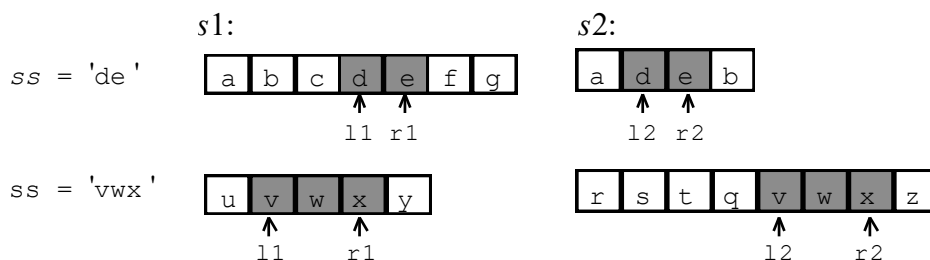 s1: s2:
ss = 'de' a b c d e f g a d e b
l1 r1 l2 r2
ss = 'vwx' u v w x y r s t q v w x z
l1 r1 l2 r2